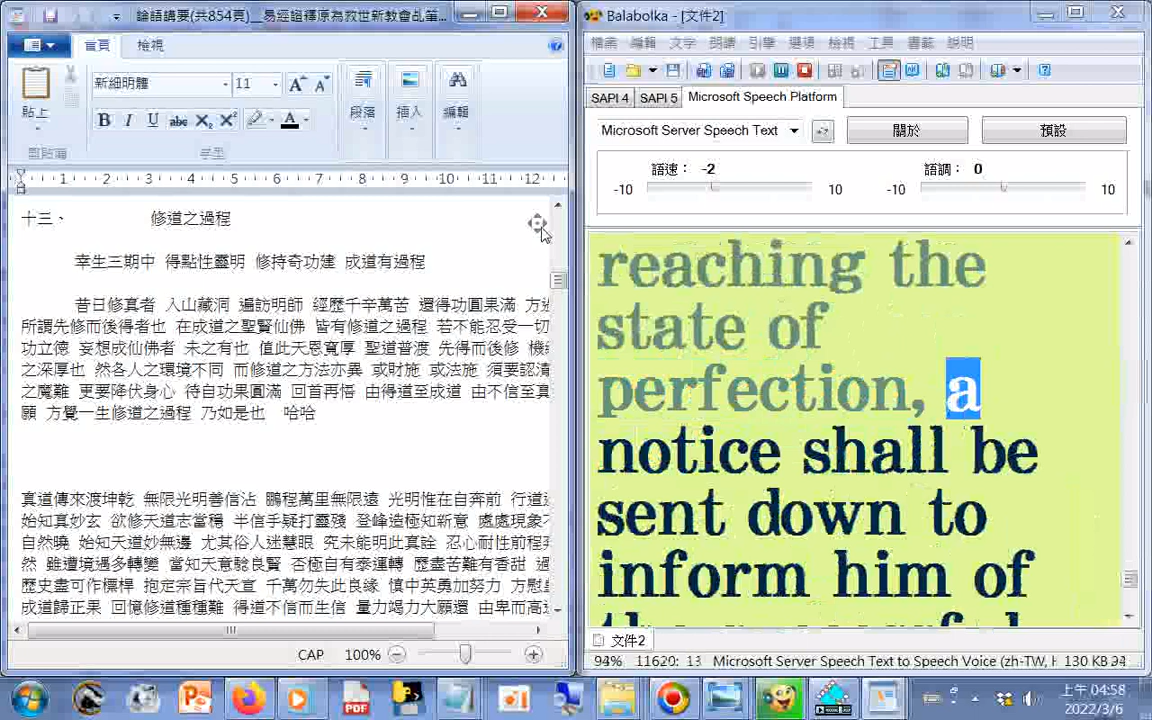 論語講要(共854頁)__易經證釋原為救世新教會乩筆...
首頁 檢視
新細明體 11
貼上
段落 插入 編輯
剪貼簿 字型
1 2 3 4 5 6 7 8 9 10 11 12
十三、 修道之過程
幸生三期中 得點性靈明 修持奇功建 成道有過程
昔日修真者 入山藏洞 遍訪明師 經歷千辛萬苦 還得功圓果滿 方
所謂先修而後得者也 在成道之聖賢仙佛 皆有修道之過程 若不能忍受一切
功立德 妄想成仙佛者 未之有也 值此天恩寬厚 聖道普渡 先得而後修 機
之深厚也 然各人之環境不同 而修道之方法亦異 或財施 或法施 須要認清
之魔難 更要降伏身心 待自功果圓滿 回首再悟 由得道至成道 由不信至真
願 方覺一生修道之過程 乃如是也 哈哈
真道傳來渡坤乾 無限光明善信沾 鵬程萬里無限遠 光明惟在自奔前 行道
始知真妙玄 欲修天道志當穩 半信手疑打靈殘 登峰造極知新意 處處現象
自然曉 始知天道妙無邊 尤其俗人迷慧眼 究未能明此真詮 忍心耐性前程
然 雖遭境遇多轉變 當知天意驗良賢 否極自有泰運轉 歷盡苦難有香甜 過
歷史盡可作標桿 抱定宗旨代天宣 千萬勿失此良緣 慎中英勇加努力 方慰
成道歸正果 回憶修道種種難 得道不信而生信 量力竭力大願還 由卑而高
CAP 100%
Balabolka - [文件2]
檔案 編輯 文字 朗讀 引擎 選項 檢視 工具 書籤 說明
SAPI 4 SAPI 5 Microsoft Speech Platform
Microsoft Server Speech Text 關於 預設
語速： -2 語調： 0
-10 10 -10 10
reaching the
state of
perfection, a
notice shall be
sent down to
inform him of
文件2
94% 11620: 13 Microsoft Server Speech Text to Speech Voice (zh-TW, H 130 KB
上午 04:58
2022/3/6